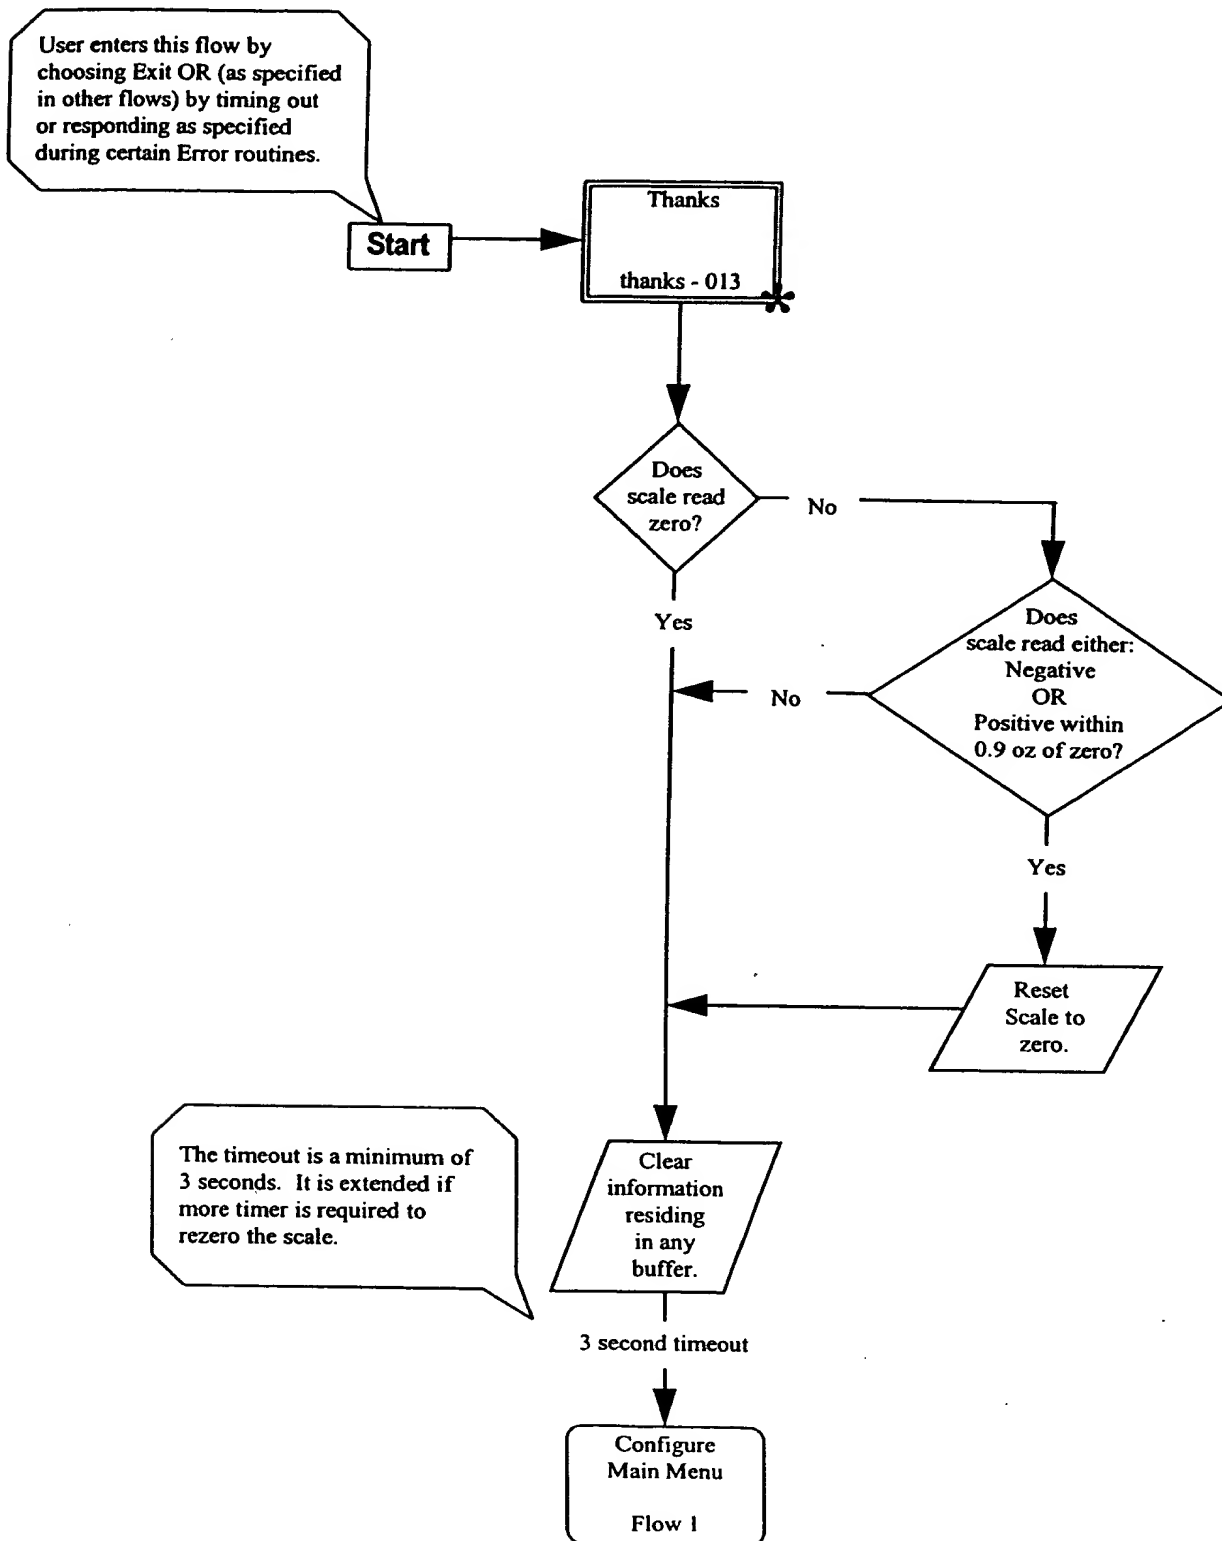 User enters this flow by
choosing Exit OR (as specified
in other flows) by timing out
or responding as specified
during certain Error routines.
Start
Thanks
thanks - 013
Does
scale read
zero?
No
Yes
Does
scale read either:
Negative
OR
Positive within
0.9 oz of zero?
No
Yes
Reset
Scale to
zero.
The timeout is a minimum of
3 seconds. It is extended if
more timer is required to
rezero the scale.
Clear
information
residing
in any
buffer.
3 second timeout
Configure
Main Menu
Flow 1